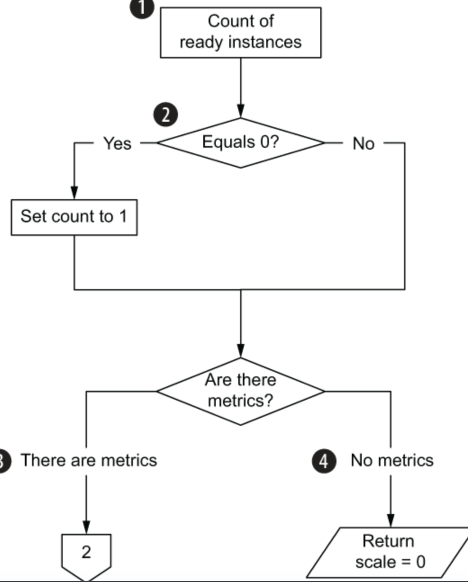 1
Count of
ready instances
2
Equals 0?
Yes
No
Set count to 1
Are there
metrics?
There are metrics
4
No metrics
2
Return
scale = 0